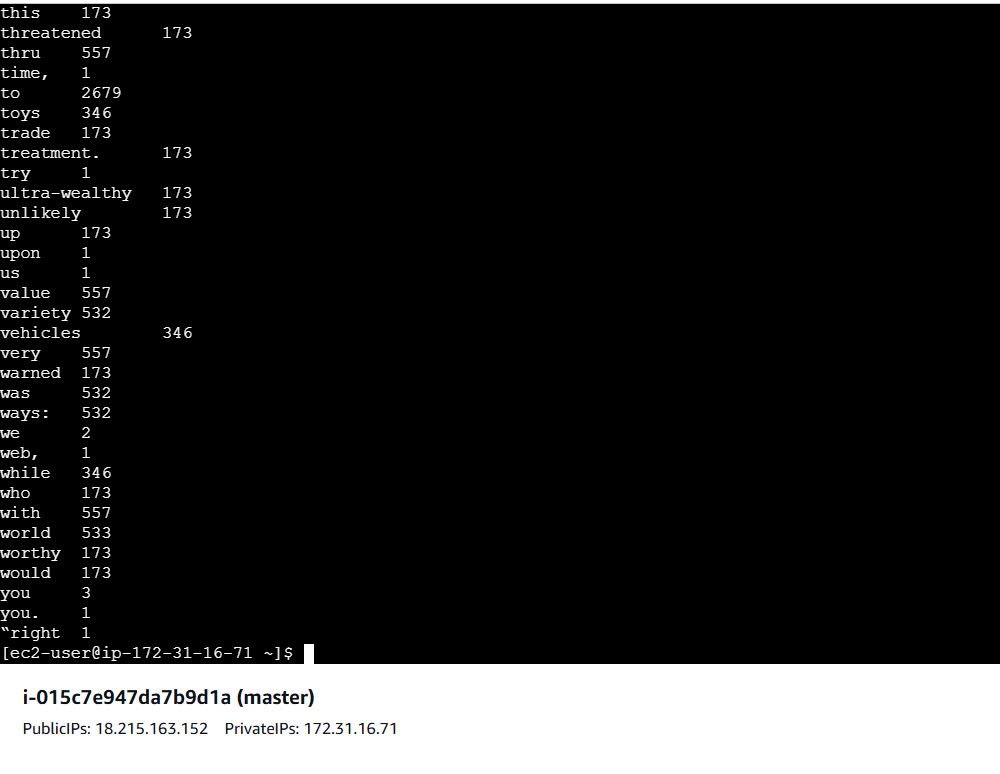 this 173
threatened 173
thru 557
time, 1
to 2679
toys 346
trade 173
treatment. 173
try 1
ultra-wealthy 173
unlikely 173
up 173
upon 1
us 1
value 557
variety 532
vehicles 346
very 557
warned 173
was 532
ways: 532
we 2
web, 1
while 346
who 173
with 557
world 533
worthy 173
would 173
you 3
you. 1
“right 1
[ec2-user@ip-172-31-16-71 ~]$
i-015c7e947da7b9d1a (master)
PublicIPs: 18.215.163.152 PrivateIPs: 172.31.16.71